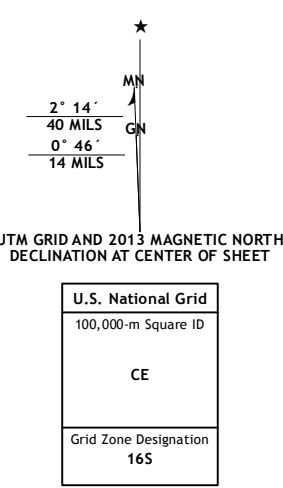 ★
MN
2° 14´
40 MILS
GN
0° 46´
14 MILS
UTM GRID AND 2013 MAGNETIC NORTH
DECLINATION AT CENTER OF SHEET
U.S. National Grid
100,000-m Square ID
CE
Grid Zone Designation
16S